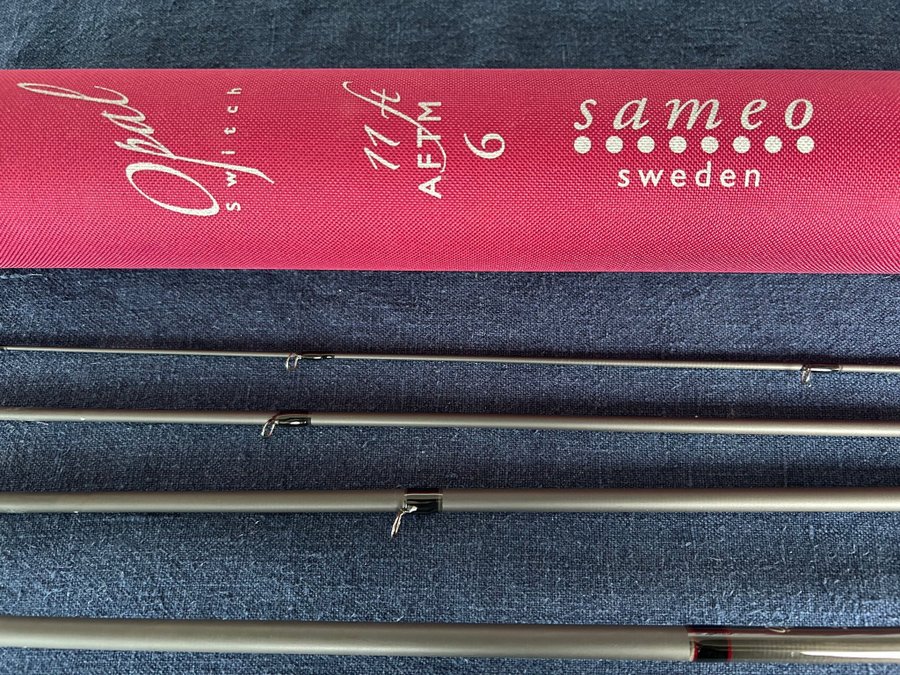 Opal
switch
11 ft
AFTM
6
sameo
sweden